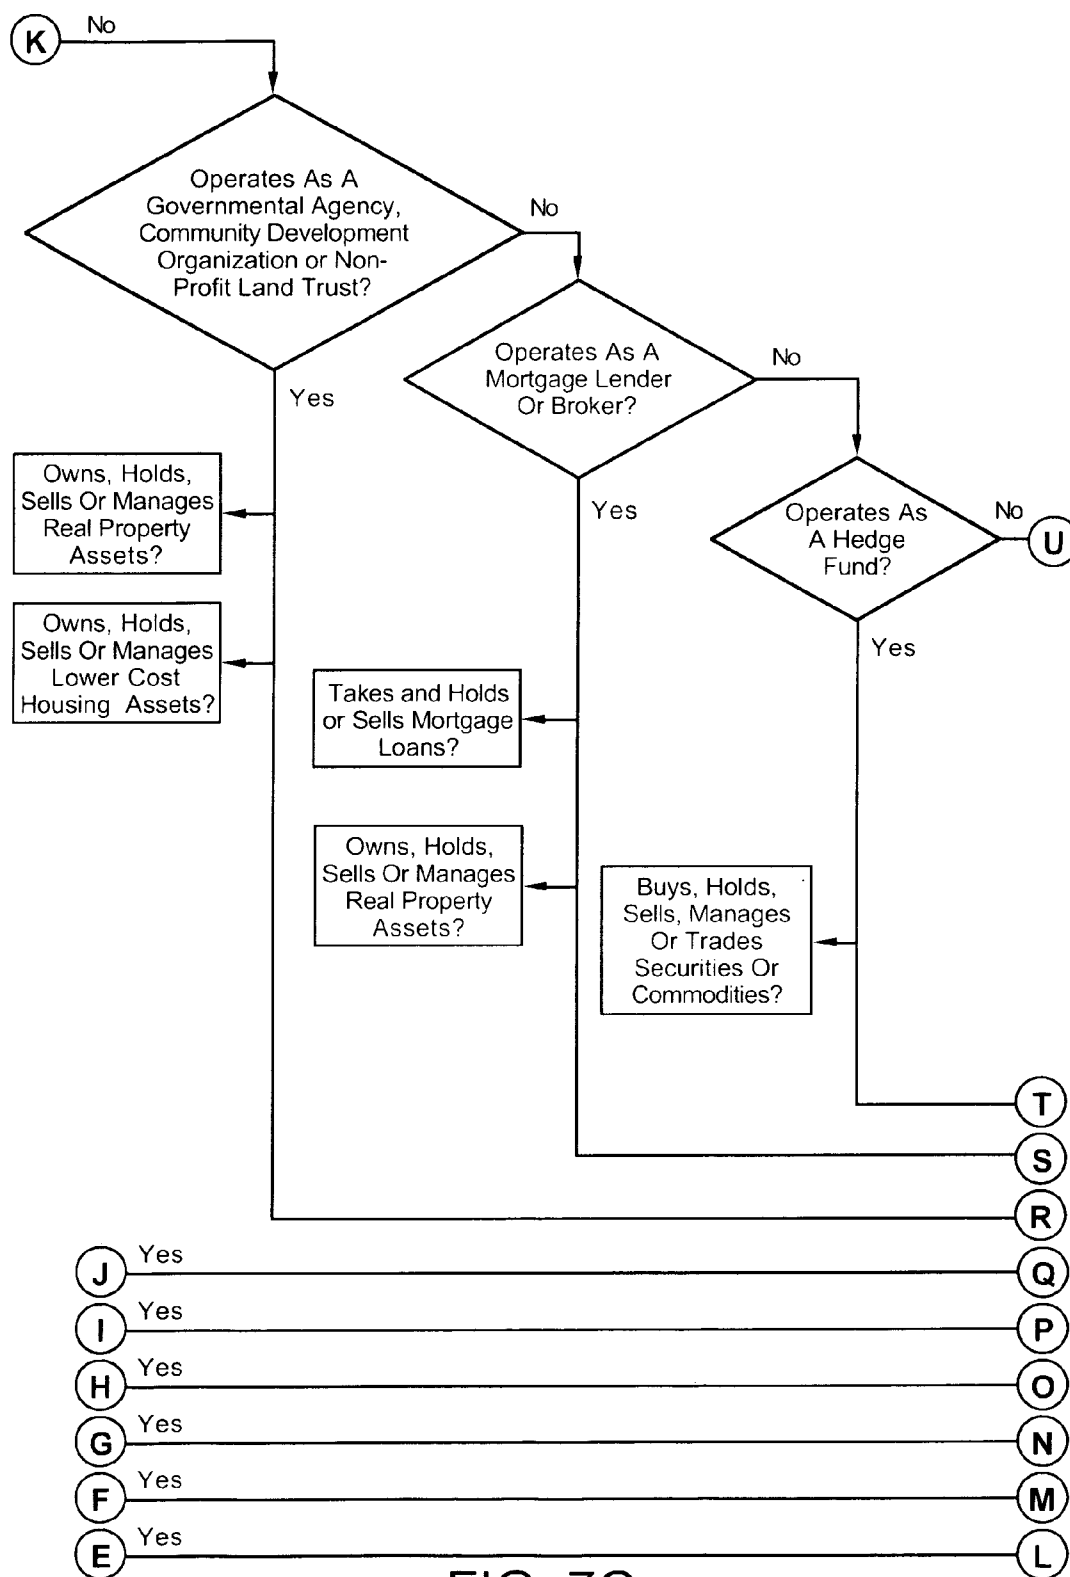 K
No
Operates As A
Governmental Agency,
Community Development
Organization or Non-
Profit Land Trust?
No
Yes
Operates As A
Mortgage Lender
Or Broker?
No
Yes
Operates As
A Hedge
Fund?
No
U
Yes
Owns, Holds,
Sells Or Manages
Real Property
Assets?
Owns, Holds,
Sells Or Manages
Lower Cost
Housing Assets?
Takes and Holds
or Sells Mortgage
Loans?
Owns, Holds,
Sells Or Manages
Real Property
Assets?
Buys, Holds,
Sells, Manages
Or Trades
Securities Or
Commodities?
T
S
R
J Yes Q
I Yes P
H Yes O
G Yes N
F Yes M
E Yes L